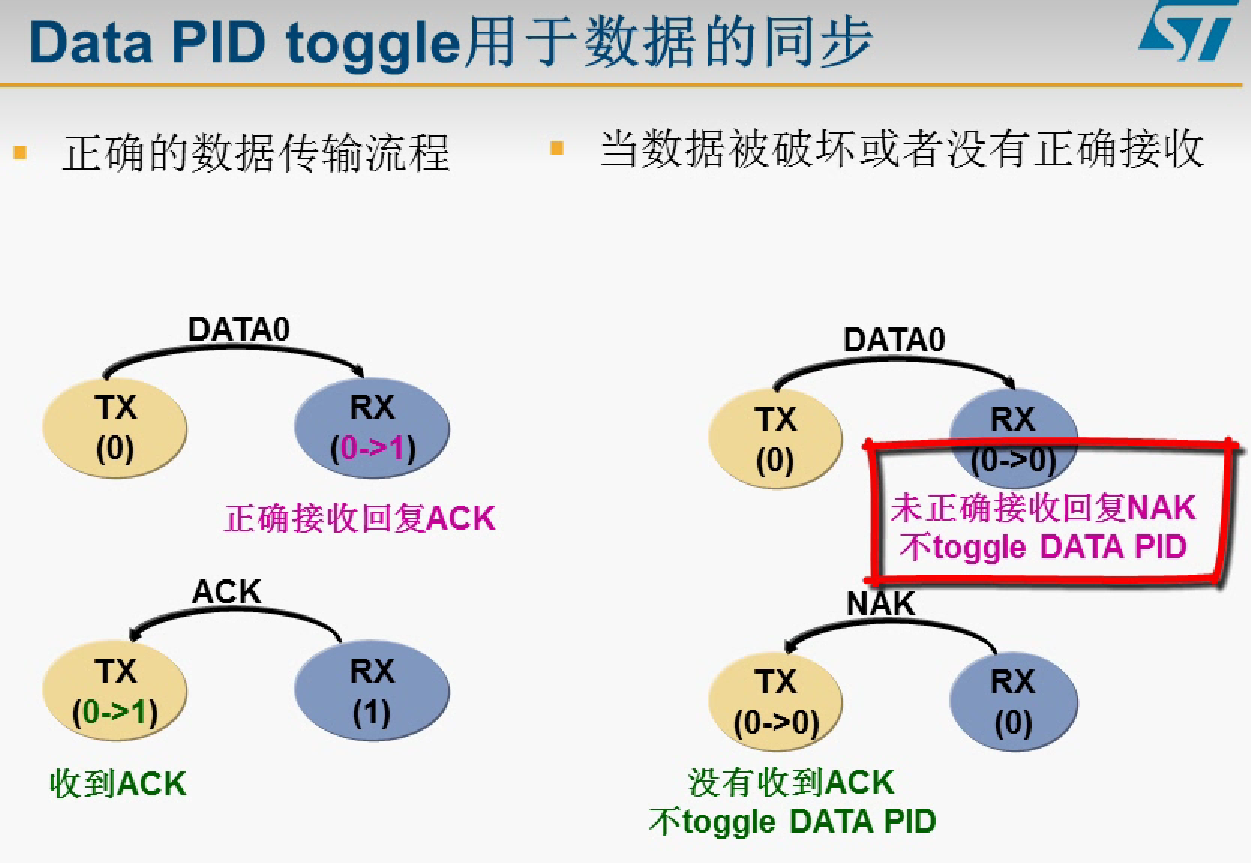 Data PID toggle用于数据的同步
ST
正确的数据传输流程
当数据被破坏或者没有正确接收
DATA0
TX
(0)
RX
(0->1)
正确接收回复ACK
ACK
TX
(0->1)
RX
(1)
收到ACK
DATA0
TX
(0)
RX
(0->0)
未正确接收回复NAK
不toggle DATA PID
NAK
TX
(0->0)
RX
(0)
没有收到ACK
不toggle DATA PID